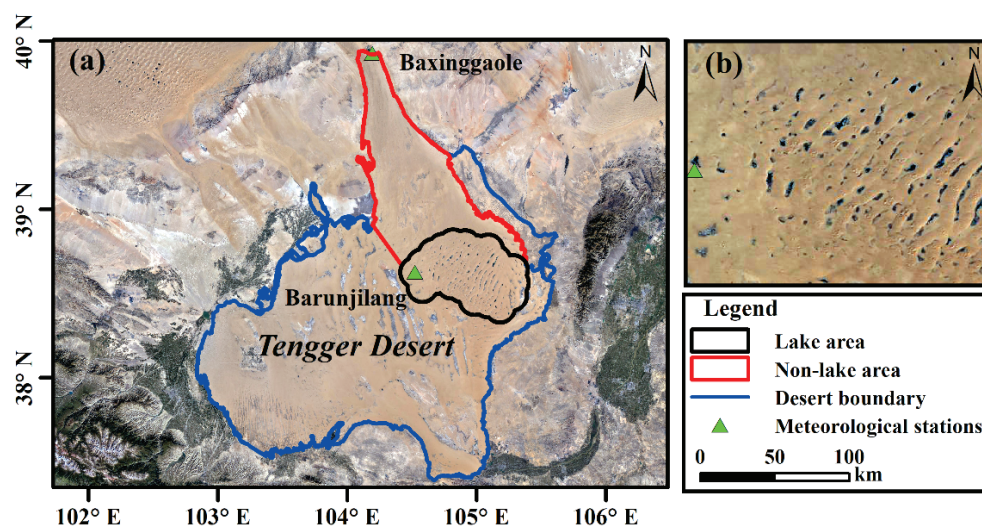 (a)
Baxinggaole
N
Barunjilang
Tengger Desert
40° N
39° N
38° N
102° E
103° E
104° E
105° E
106° E
(b)
N
Legend
Lake area
Non-lake area
Desert boundary
Meteorological stations
0 50 100
km